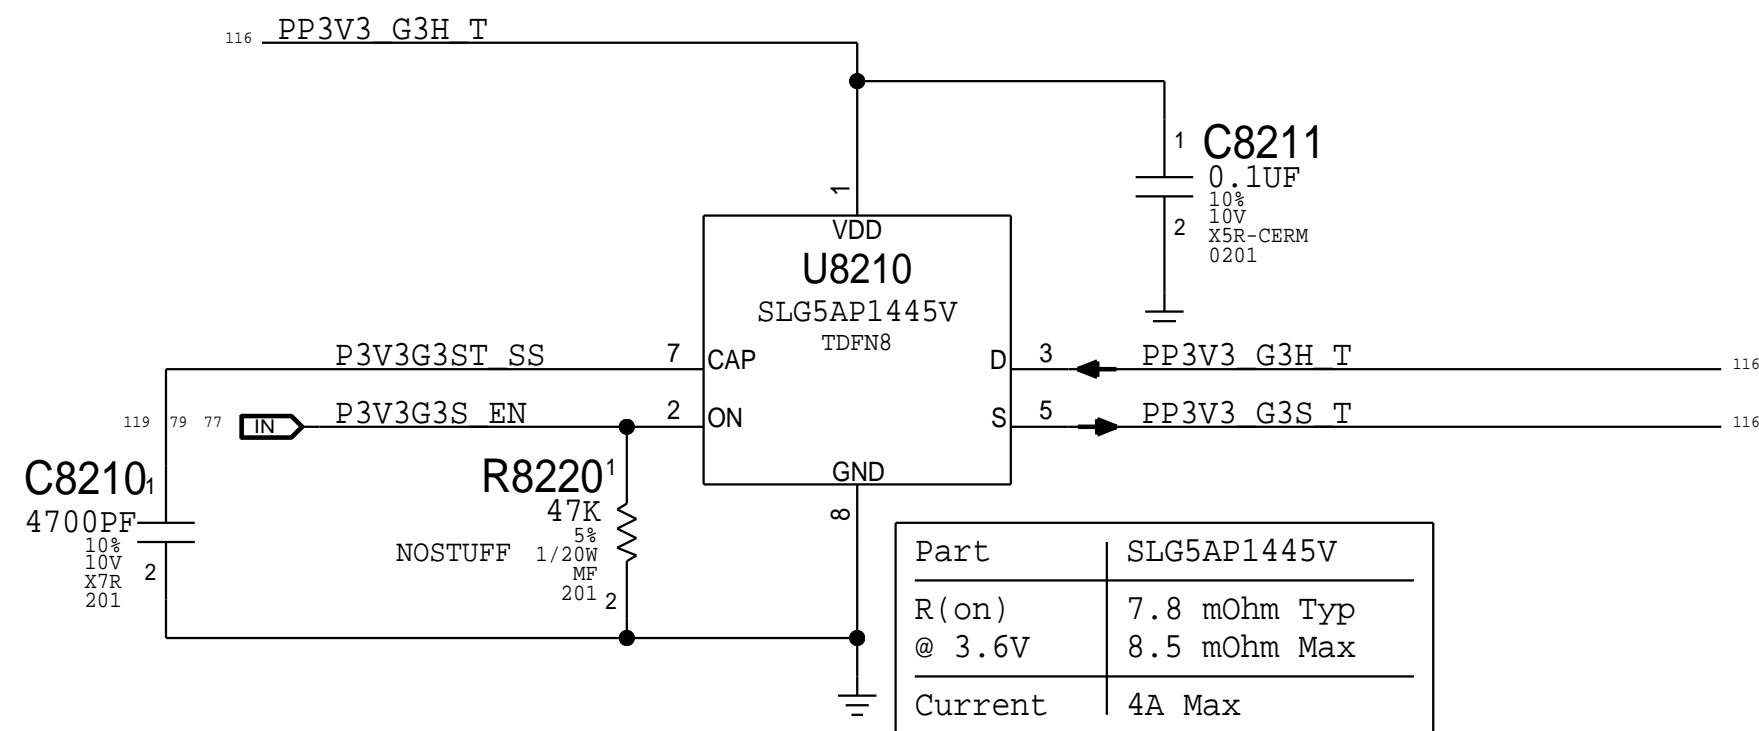 116 PP3V3_G3H_T
1
C8211
0.1UF
10%
10V
X5R-CERM
0201
2
1
VDD
U8210
SLG5AP1445V
TDFN8
P3V3G3ST_SS 7 CAP
D 3 PP3V3_G3H_T 116
119 79 77 IN P3V3G3S_EN 2 ON
S 5 PP3V3_G3S_T 116
GND
8
C8210 1
4700PF
10%
10V
X7R
201
2
R8220 1
47K
5%
NOSTUFF 1/20W
MF
201
2
Part SLG5AP1445V
R(on) 7.8 mOhm Typ
@ 3.6V 8.5 mOhm Max
Current 4A Max